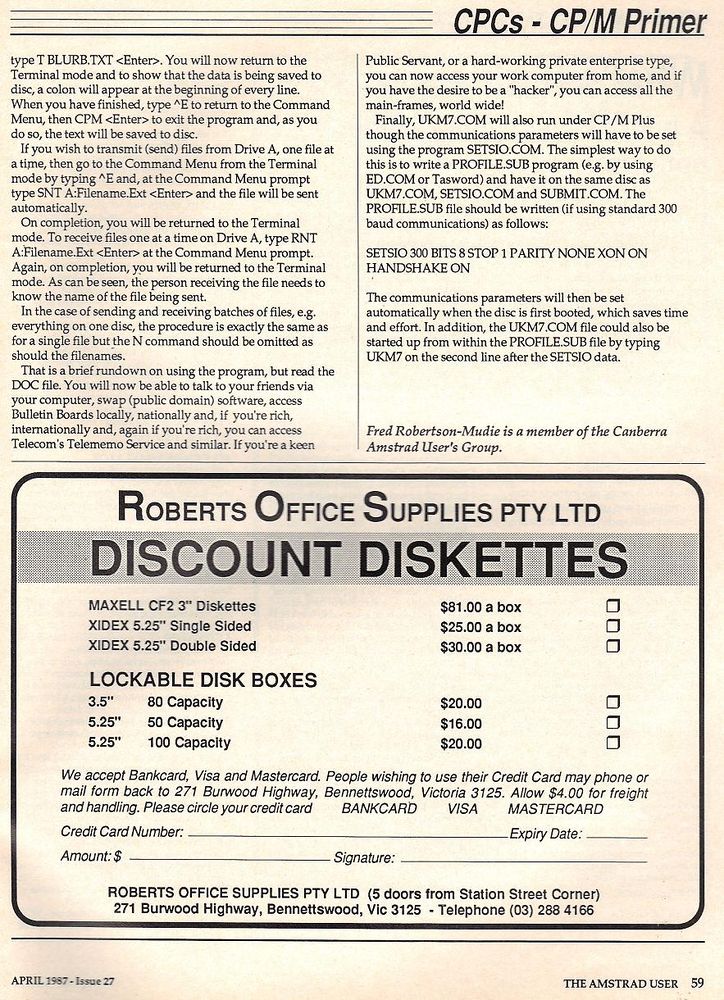 CPCs - CP/M Primer
type T BLURB.TXT <Enter>. You will now return to the
Terminal mode and to show that the data is being saved to
disc, a colon will appear at the beginning of every line.
When you have finished, type ^E to return to the Command
Menu, then CPM <Enter> to exit the program and, as you
do so, the text will be saved to disc.
If you wish to transmit (send) files from Drive A, one file at
a time, then go to the Command Menu from the Terminal
mode by typing ^E and, at the Command Menu prompt
type SNT A:Filename.Ext <Enter> and the file will be sent
automatically.
On completion, you will be returned to the Terminal
mode. To receive files one at a time on Drive A, type RNT
A:Filename.Ext <Enter> at the Command Menu prompt.
Again, on completion, you will be returned to the Terminal
mode. As can be seen, the person receiving the file needs to
know the name of the file being sent.
In the case of sending and receiving batches of files, e.g.
everything on one disc, the procedure is exactly the same as
for a single file but the N command should be omitted as
should the filenames.
That is a brief rundown on using the program, but read the
DOC file. You will now be able to talk to your friends via
your computer, swap (public domain) software, access
Bulletin Boards locally, nationally and, if you're rich,
internationally and, again if you're rich, you can access
Telecom's Telememo Service and similar. If you're a keen
Public Servant, or a hard-working private enterprise type,
you can now access your work computer from home, and if
you have the desire to be a "hacker", you can access all the
main-frames, world wide!
Finally, UKM7.COM will also run under CP/M Plus
though the communications parameters will have to be set
using the program SETSIO.COM. The simplest way to do
this is to write a PROFILE.SUB program (e.g. by using
ED.COM or Tasword) and have it on the same disc as
UKM7.COM, SETSIO.COM and SUBMIT.COM. The
PROFILE.SUB file should be written (if using standard 300
baud communications) as follows:
SETSIO 300 BITS 8 STOP 1 PARITY NONE XON ON
HANDSHAKE ON
The communications parameters will then be set
automatically when the disc is first booted, which saves time
and effort. In addition, the UKM7.COM file could also be
started up from within the PROFILE.SUB file by typing
UKM7 on the second line after the SETSIO data.
Fred Robertson-Mudie is a member of the Canberra
Amstrad User's Group.
ROBERTS OFFICE SUPPLIES PTY LTD
DISCOUNT DISKETTES
MAXELL CF2 3" Diskettes $81.00 a box
XIDEX 5.25" Single Sided $25.00 a box
XIDEX 5.25" Double Sided $30.00 a box
LOCKABLE DISK BOXES
3.5" 80 Capacity $20.00
5.25" 50 Capacity $16.00
5.25" 100 Capacity $20.00
We accept Bankcard, Visa and Mastercard. People wishing to use their Credit Card may phone or
mail form back to 271 Burwood Highway, Bennettswood, Victoria 3125. Allow $4.00 for freight
and handling. Please circle your credit card BANKCARD VISA MASTERCARD
Credit Card Number: Expiry Date:
Amount: $ Signature:
ROBERTS OFFICE SUPPLIES PTY LTD (5 doors from Station Street Corner)
271 Burwood Highway, Bennettswood, Vic 3125 - Telephone (03) 288 4166
APRIL 1987 - Issue 27 THE AMSTRAD USER 59